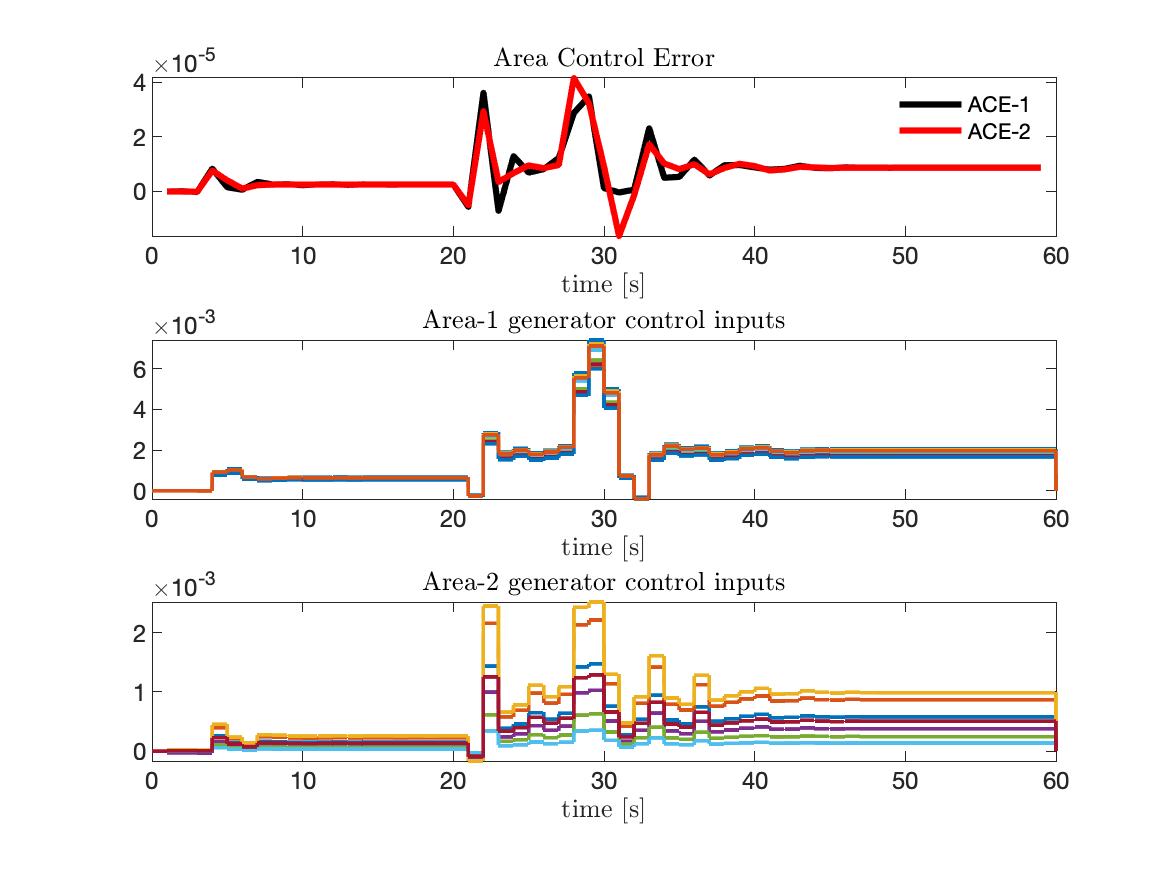 ×10-5
Area Control Error
4
2
0
ACE-1
ACE-2
0 10 20 30 40 50 60
time [s]
×10-3
Area-1 generator control inputs
6
4
2
0
0 10 20 30 40 50 60
time [s]
×10-3
Area-2 generator control inputs
2
1
0
0 10 20 30 40 50 60
time [s]